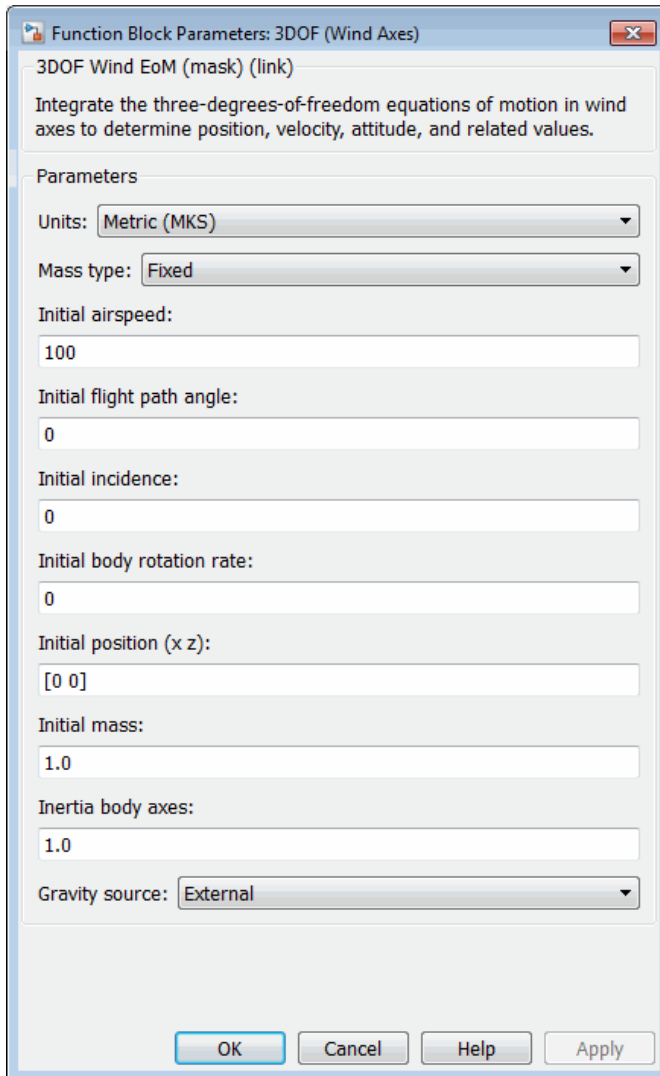 Function Block Parameters: 3DOF (Wind Axes)
3DOF Wind EoM (mask) (link)
Integrate the three-degrees-of-freedom equations of motion in wind
axes to determine position, velocity, attitude, and related values.
Parameters
Units: Metric (MKS)
Mass type: Fixed
Initial airspeed:
100
Initial flight path angle:
0
Initial incidence:
0
Initial body rotation rate:
0
Initial position (x z):
[0 0]
Initial mass:
1.0
Inertia body axes:
1.0
Gravity source: External
OK Cancel Help Apply